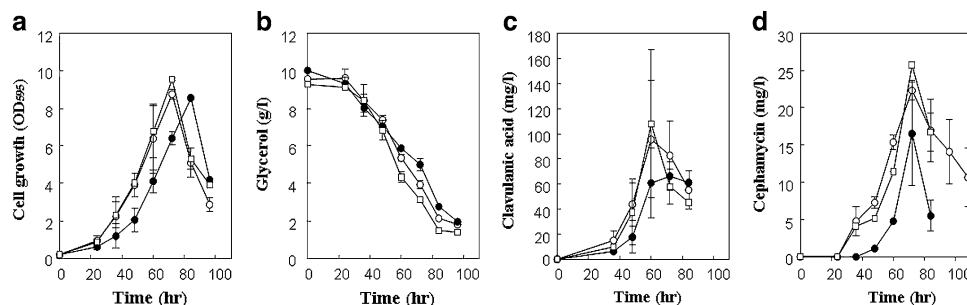 a
b
c
d
12
10
8
6
4
2
0
Cell growth (OD595)
0 20 40 60 80 100
Time (hr)
12
10
8
6
4
2
0
Glycerol (g/l)
0 20 40 60 80 100
Time (hr)
180
160
140
120
100
80
60
40
20
0
Clavulanic acid (mg/l)
0 20 40 60 80 100
Time (hr)
30
25
20
15
10
5
0
Cephamycin (mg/l)
0 20 40 60 80 100
Time (hr)